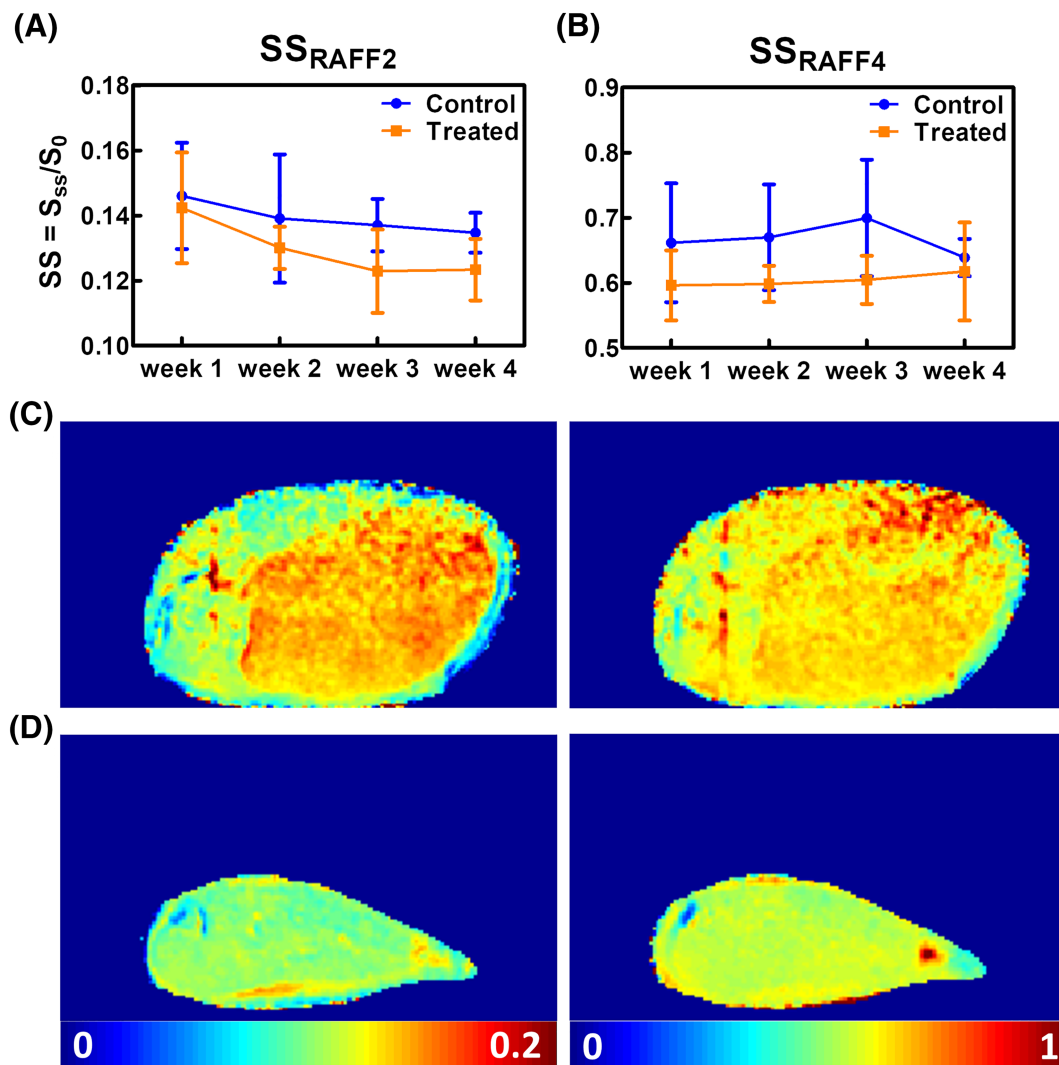 (A)
SS_RAFF2
0.18
0.16
0.14
0.12
0.10
SS = S_ss/S_0
Control
Treated
week 1 week 2 week 3 week 4
(B)
SS_RAFF4
0.9
0.8
0.7
0.6
0.5
Control
Treated
week 1 week 2 week 3 week 4
(C)
(D)
0 0.2
0 1